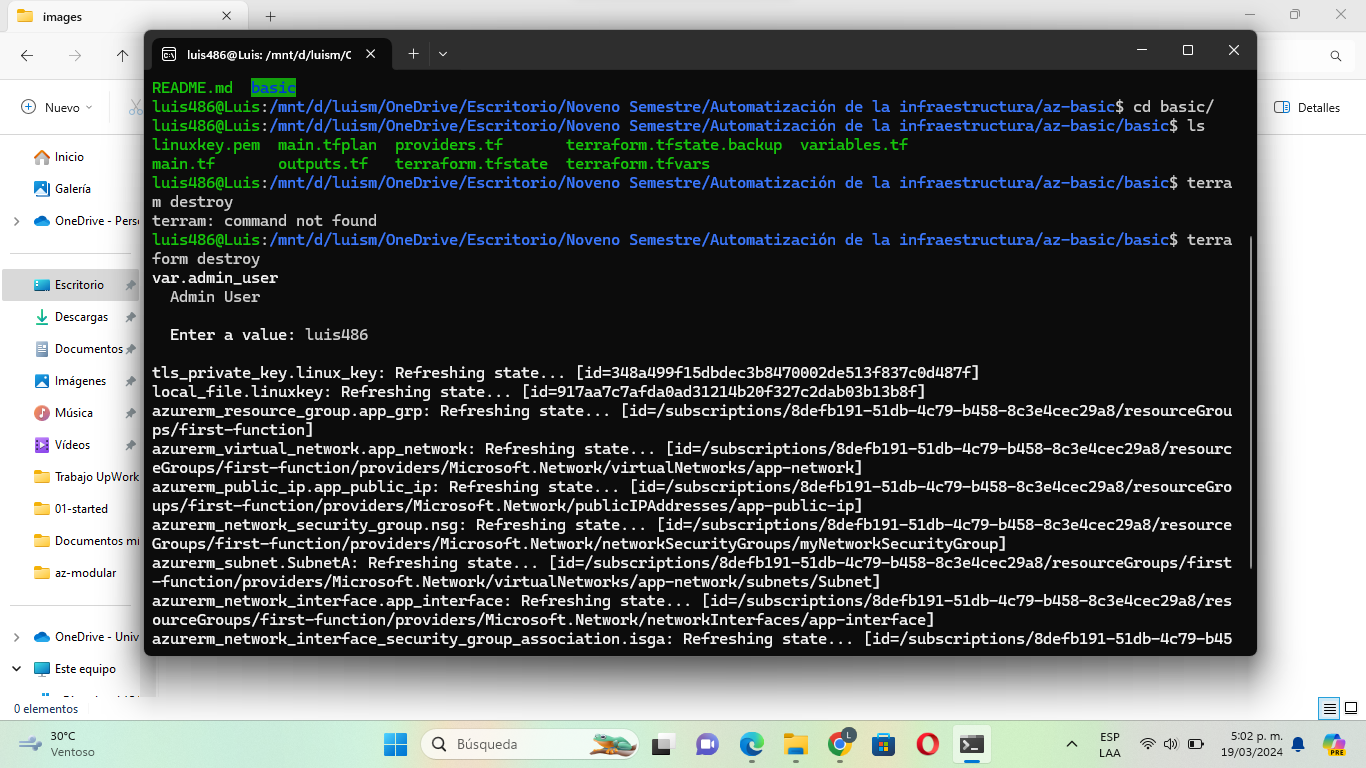 images
luis486@Luis: /mnt/d/luism/C
Nuevo
Detalles
Inicio
Galería
OneDrive - Pers
Escritorio
Descargas
Documentos
Imágenes
Música
Vídeos
Trabajo UpWork
01-started
Documentos
az-modular
OneDrive - Univ
Este equipo
0 elementos
README.md basic
luis486@Luis:/mnt/d/luism/OneDrive/Escritorio/Noveno Semestre/Automatización de la infraestructura/az-basic$ cd basic/
luis486@Luis:/mnt/d/luism/OneDrive/Escritorio/Noveno Semestre/Automatización de la infraestructura/az-basic/basic$ ls
linuxkey.pem main.tfplan providers.tf terraform.tfstate.backup variables.tf
main.tf outputs.tf terraform.tfstate terraform.tfvars
luis486@Luis:/mnt/d/luism/OneDrive/Escritorio/Noveno Semestre/Automatización de la infraestructura/az-basic/basic$ terra
m destroy
terram: command not found
luis486@Luis:/mnt/d/luism/OneDrive/Escritorio/Noveno Semestre/Automatización de la infraestructura/az-basic/basic$ terra
form destroy
var.admin_user
Admin User
Enter a value: luis486
tls_private_key.linux_key: Refreshing state... [id=348a499f15dbdec3b8470002de513f837c0d487f]
local_file.linuxkey: Refreshing state... [id=917aa7c7afda0ad31214b20f327c2dab03b13b8f]
azurerm_resource_group.app_grp: Refreshing state... [id=/subscriptions/8defb191-51db-4c79-b458-8c3e4cec29a8/resourceGrou
ps/first-function]
azurerm_virtual_network.app_network: Refreshing state... [id=/subscriptions/8defb191-51db-4c79-b458-8c3e4cec29a8/resourc
eGroups/first-function/providers/Microsoft.Network/virtualNetworks/app-network]
azurerm_public_ip.app_public_ip: Refreshing state... [id=/subscriptions/8defb191-51db-4c79-b458-8c3e4cec29a8/resourceGro
ups/first-function/providers/Microsoft.Network/publicIPAddresses/app-public-ip]
azurerm_network_security_group.nsg: Refreshing state... [id=/subscriptions/8defb191-51db-4c79-b458-8c3e4cec29a8/resource
Groups/first-function/providers/Microsoft.Network/networkSecurityGroups/myNetworkSecurityGroup]
azurerm_subnet.SubnetA: Refreshing state... [id=/subscriptions/8defb191-51db-4c79-b458-8c3e4cec29a8/resourceGroups/first
-function/providers/Microsoft.Network/virtualNetworks/app-network/subnets/Subnet]
azurerm_network_interface.app_interface: Refreshing state... [id=/subscriptions/8defb191-51db-4c79-b458-8c3e4cec29a8/res
ourceGroups/first-function/providers/Microsoft.Network/networkInterfaces/app-interface]
azurerm_network_interface_security_group_association.isga: Refreshing state... [id=/subscriptions/8defb191-51db-4c79-b45
30°C
Ventoso
Búsqueda
L
ESP
LAA
5:02 p. m.
19/03/2024
PRE